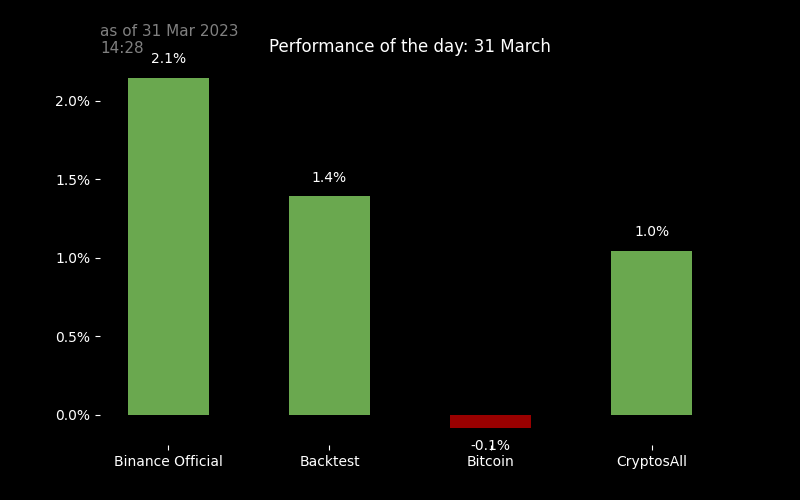 as of 31 Mar 2023
14:28
Performance of the day: 31 March
2.1%
2.0%
1.5%
1.4%
1.0%
1.0%
0.5%
0.0%
-0.1%
Binance Official
Backtest
Bitcoin
CryptosAll